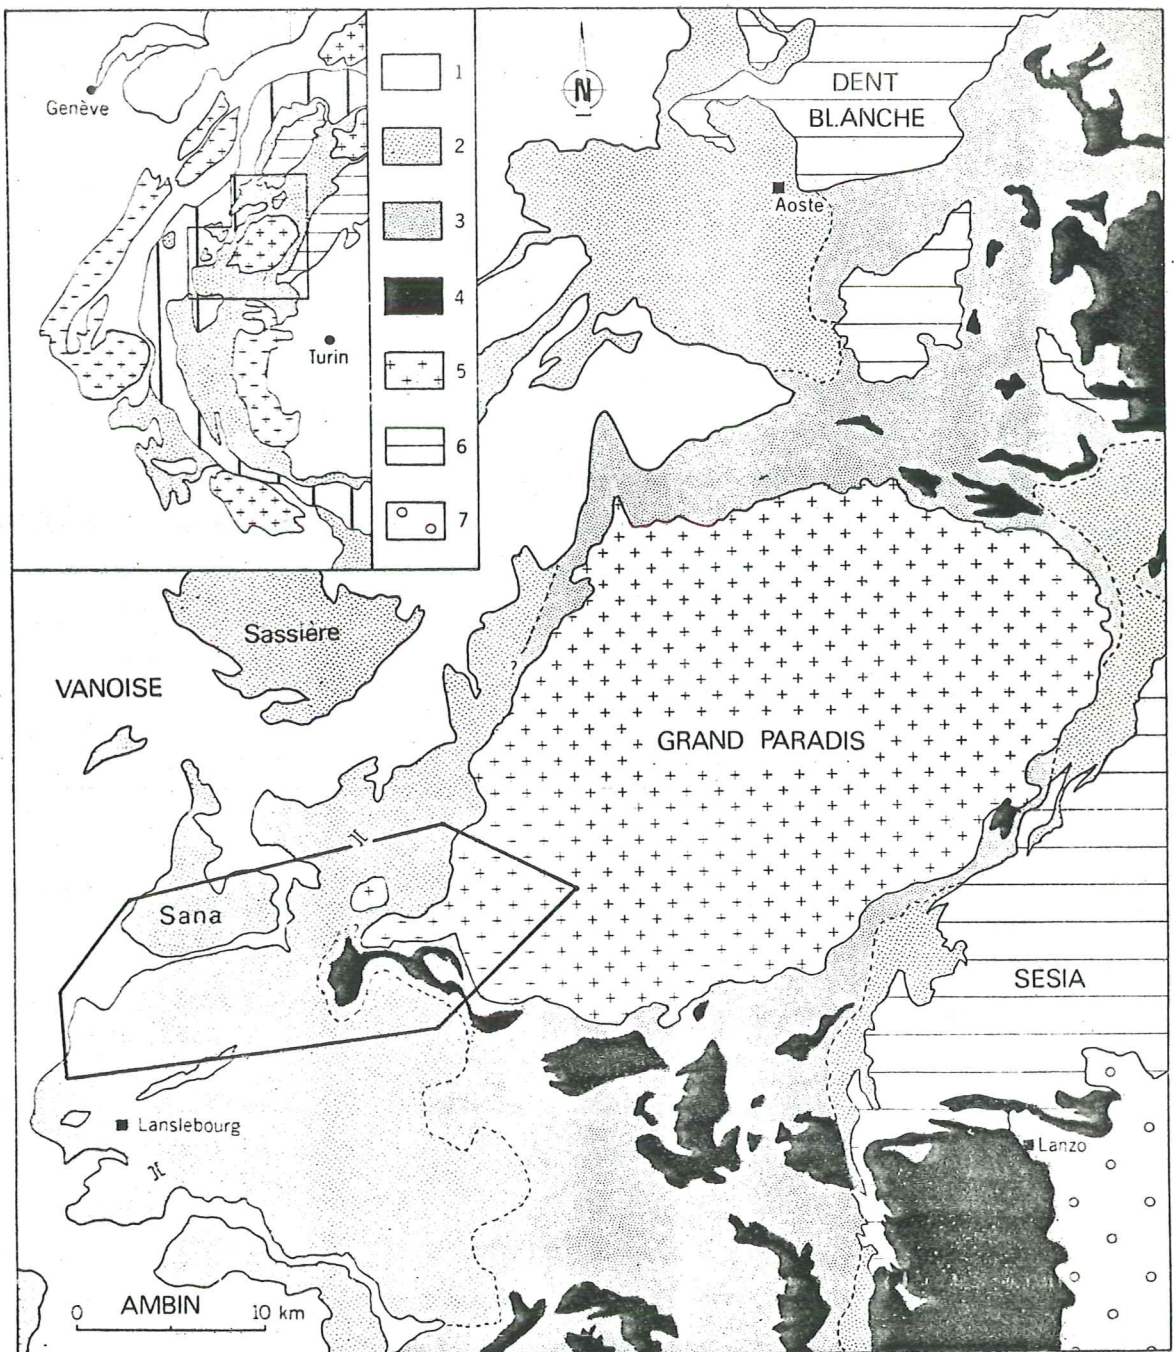 Genève
Turin
1
2
3
4
5
6
7
N
DENT
BLANCHE
Aoste
Sassière
VANOISE
GRAND PARADIS
Sana
SESIA
Lanslebourg
Lanzo
AMBIN
0 10 km